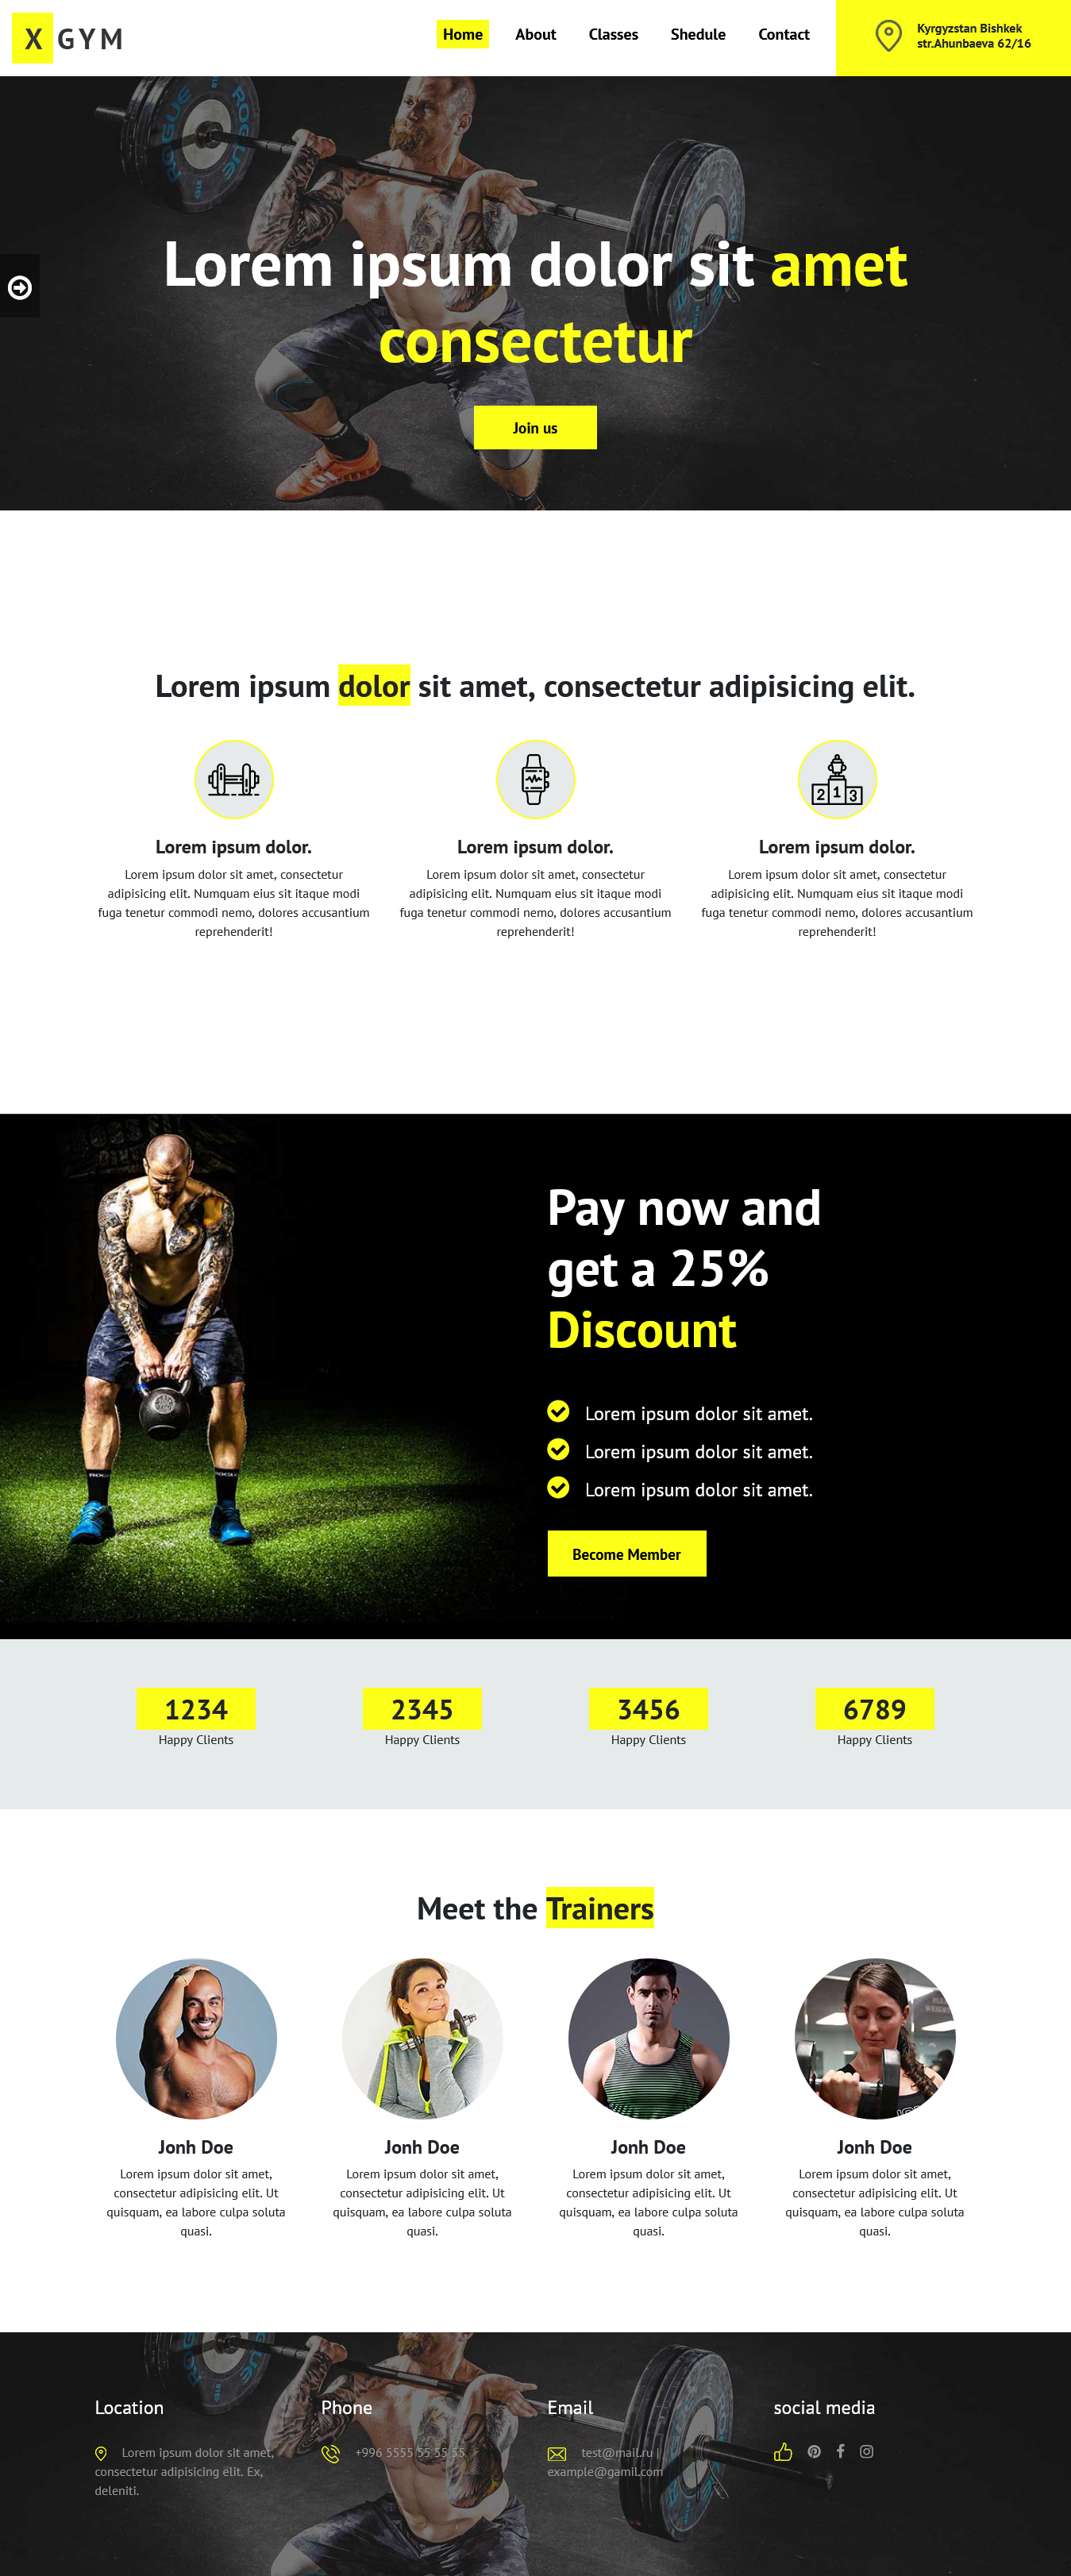 X GYM
Home About Classes Shedule Contact
Kyrgyzstan Bishkek
str.Ahunbaeva 62/16
ROGUE
ROGUE
Lorem ipsum dolor sit amet
consectetur
Join us
Lorem ipsum dolor sit amet, consectetur adipisicing elit.
2 1 3
Lorem ipsum dolor.
Lorem ipsum dolor sit amet, consectetur
adipisicing elit. Numquam eius sit itaque modi
fuga tenetur commodi nemo, dolores accusantium
reprehenderit!
Lorem ipsum dolor.
Lorem ipsum dolor sit amet, consectetur
adipisicing elit. Numquam eius sit itaque modi
fuga tenetur commodi nemo, dolores accusantium
reprehenderit!
Lorem ipsum dolor.
Lorem ipsum dolor sit amet, consectetur
adipisicing elit. Numquam eius sit itaque modi
fuga tenetur commodi nemo, dolores accusantium
reprehenderit!
Pay now and
get a 25%
Discount
Lorem ipsum dolor sit amet.
Lorem ipsum dolor sit amet.
Lorem ipsum dolor sit amet.
Become Member
ROGUE
ROGUE
1234
Happy Clients
2345
Happy Clients
3456
Happy Clients
6789
Happy Clients
Meet the Trainers
Jonh Doe
Lorem ipsum dolor sit amet,
consectetur adipisicing elit. Ut
quisquam, ea labore culpa soluta
quasi.
Jonh Doe
Lorem ipsum dolor sit amet,
consectetur adipisicing elit. Ut
quisquam, ea labore culpa soluta
quasi.
Jonh Doe
Lorem ipsum dolor sit amet,
consectetur adipisicing elit. Ut
quisquam, ea labore culpa soluta
quasi.
Jonh Doe
Lorem ipsum dolor sit amet,
consectetur adipisicing elit. Ut
quisquam, ea labore culpa soluta
quasi.
Location
Lorem ipsum dolor sit amet,
consectetur adipisicing elit. Ex,
deleniti.
Phone
+996 5555 55 55 55
Email
test@mail.ru |
example@gamil.com
social media